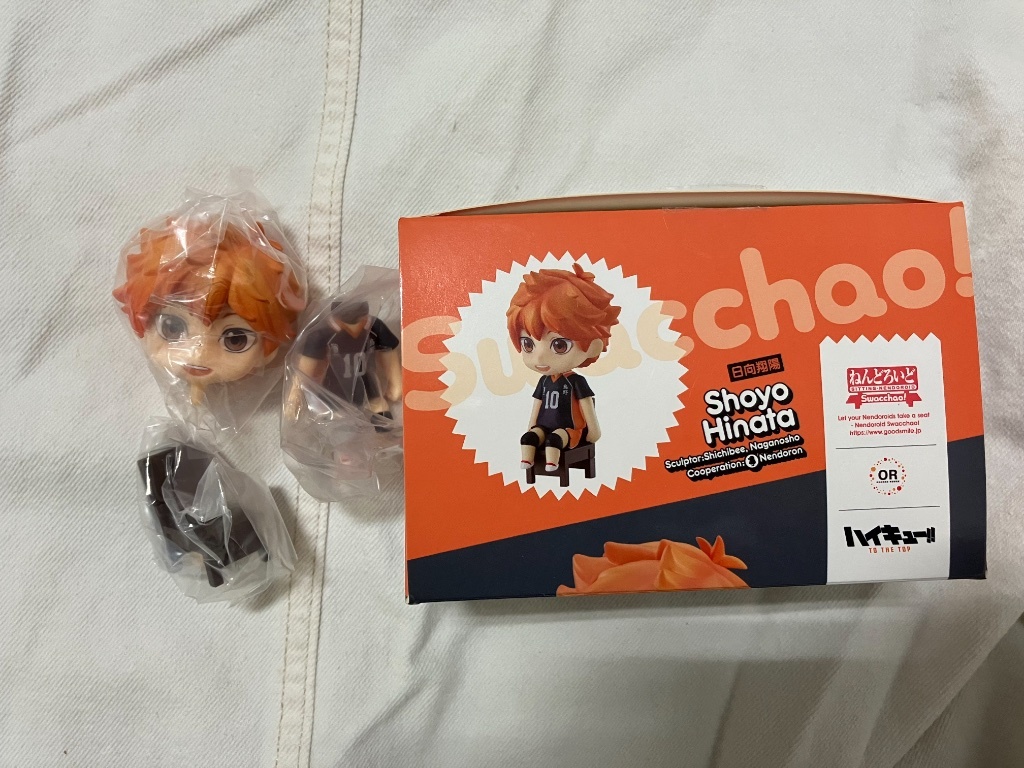 Swacchao!
日向翔陽
Shoyo
Hinata
Sculptor:Shichibee, Naganosho
Cooperation: Nendoron
ねんどろいど
SITTING NENDOROID
Swacchao!
Let your Nendoroids take a seat
- Nendoroid Swacchao!
https://www.goodsmile.jp
OR
ハイキュー!!
TO THE TOP
10
10